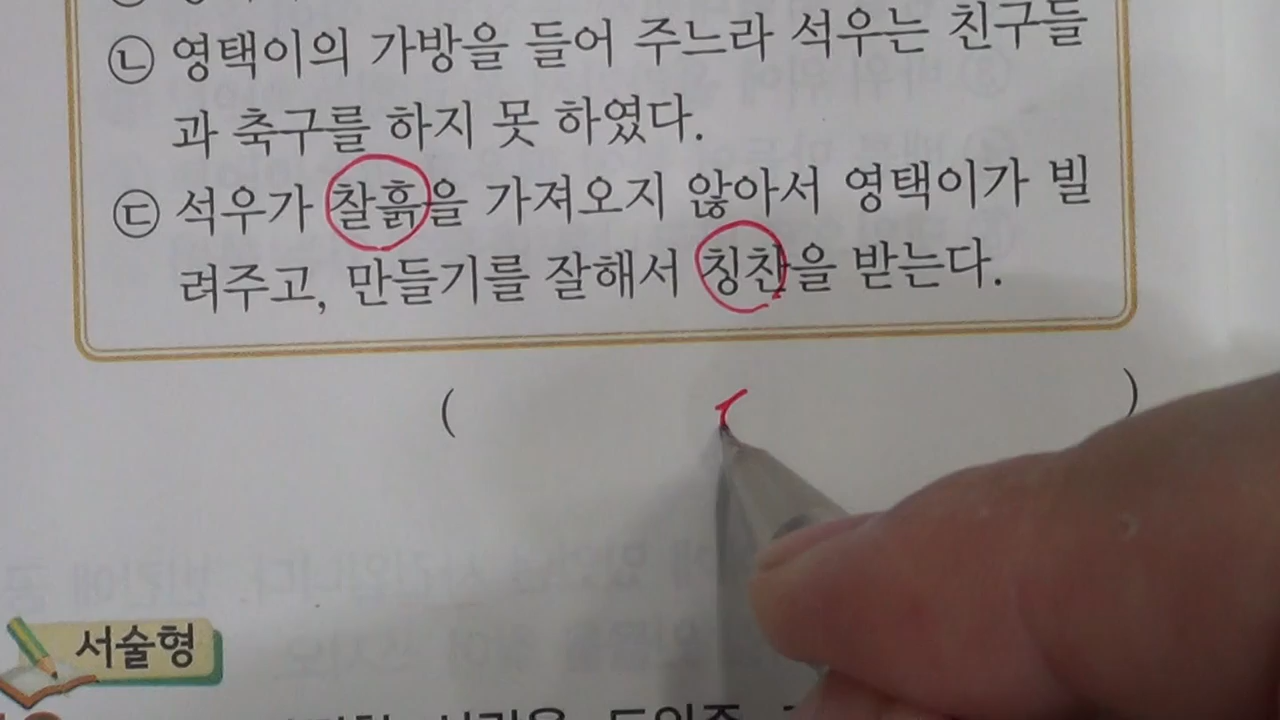 ㉡ 영택이의 가방을 들어 주느라 석우는 친구들
과 축구를 하지 못 하였다.
㉢ 석우가 찰흙을 가져오지 않아서 영택이가 빌
려주고, 만들기를 잘해서 칭찬을 받는다.
( )
서술형